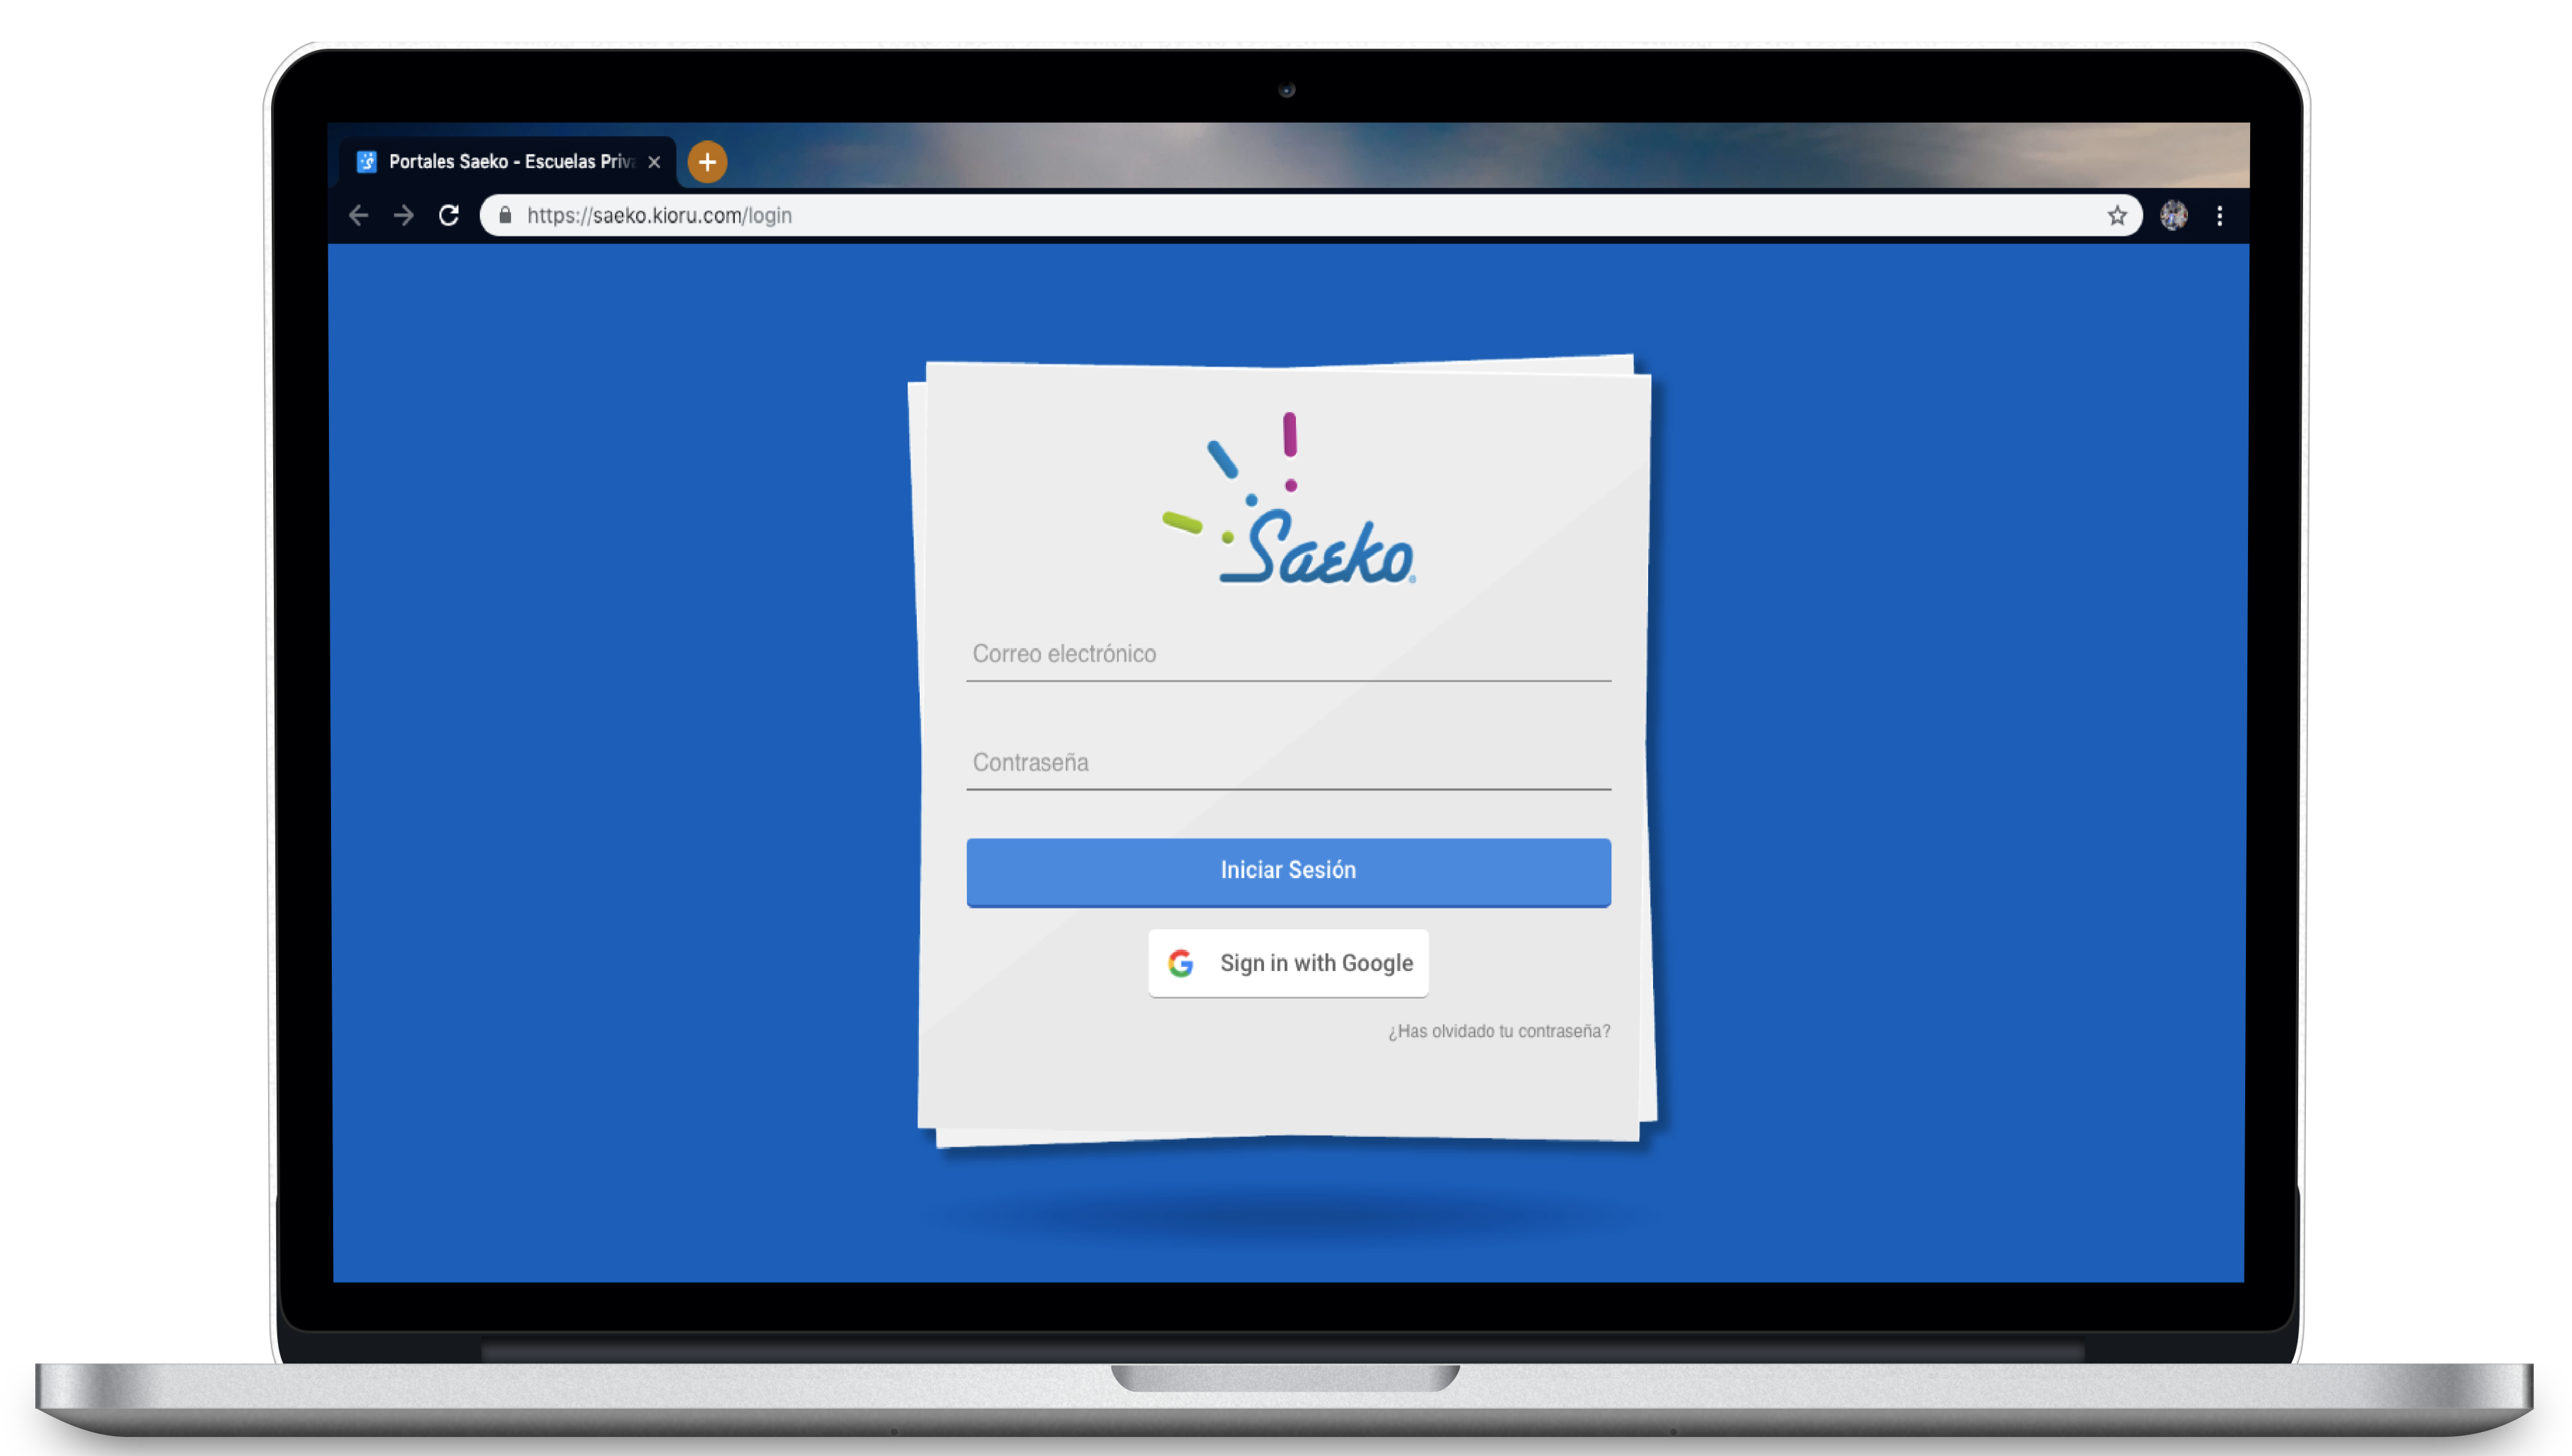 Portales Saeko - Escuelas Priv
https://saeko.kioru.com/login
Saeko
Correo electrónico
Contraseña
Iniciar Sesión
Sign in with Google
¿Has olvidado tu contraseña?